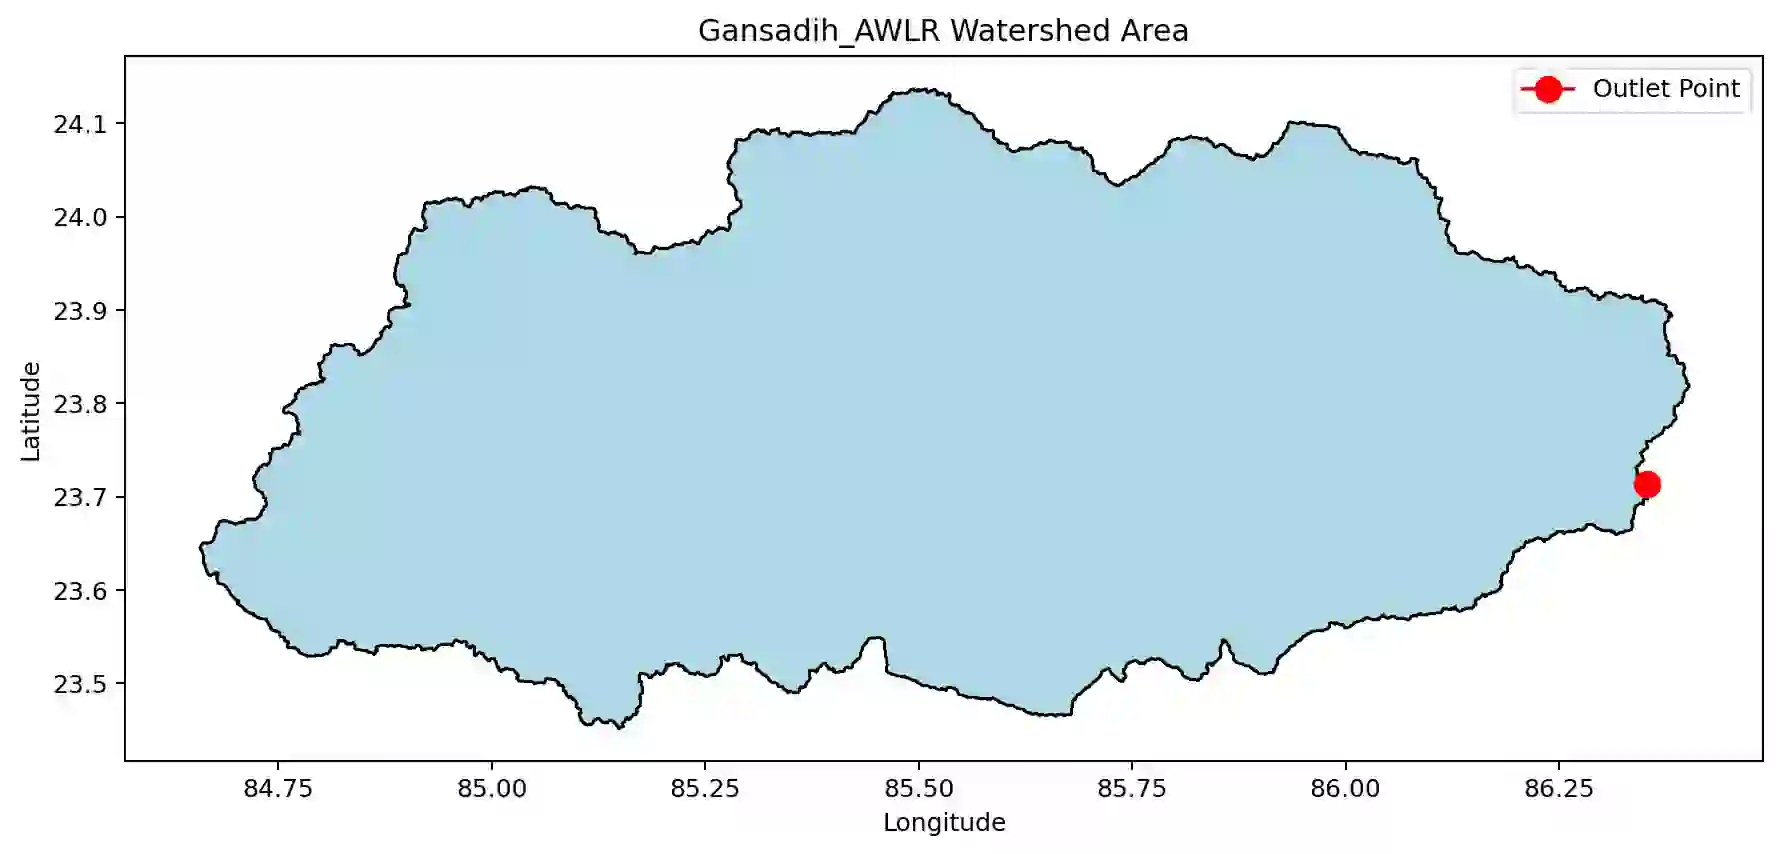 Gansadih_AWLR Watershed Area
Outlet Point
24.1
24.0
23.9
23.8
23.7
23.6
23.5
Latitude
84.75 85.00 85.25 85.50 85.75 86.00 86.25
Longitude